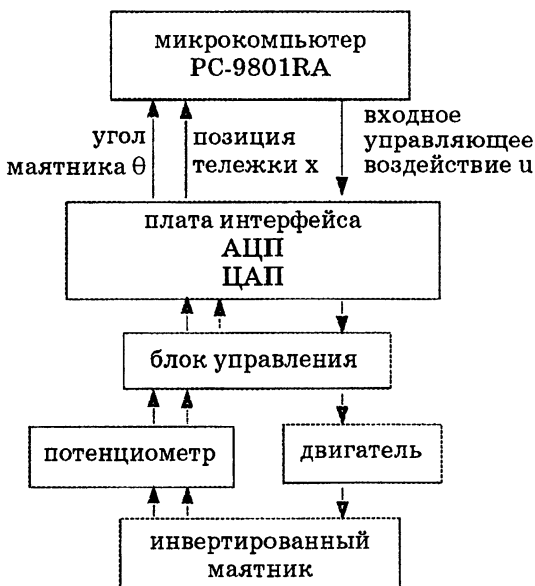 микрокомпьютер
PC-9801RA
угол
маятника θ
позиция
тележки x
входное
управляющее
воздействие u
плата интерфейса
АЦП
ЦАП
блок управления
потенциометр
двигатель
инвертированный
маятник